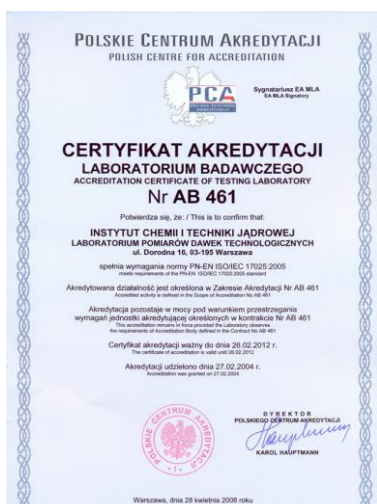 POLSKIE CENTRUM AKREDYTACJI
POLISH CENTRE FOR ACCREDITATION
PCA
POLSKIE CENTRUM
AKREDYTACJI
Sygnatariusz EA MLA
EA MLA Signatory
CERTYFIKAT AKREDYTACJI
LABORATORIUM BADAWCZEGO
ACCREDITATION CERTIFICATE OF TESTING LABORATORY
Nr AB 461
Potwierdza się, że: / This is to confirm that:
INSTYTUT CHEMII I TECHNIKI JĄDROWEJ
LABORATORIUM POMIARÓW DAWEK TECHNOLOGICZNYCH
ul. Dorodna 16, 03-195 Warszawa
spełnia wymagania normy PN-EN ISO/IEC 17025:2005
meets requirements of the PN-EN ISO/IEC 17025:2005 standard
Akredytowana działalność jest określona w Zakresie Akredytacji Nr AB 461
Accredited activity is defined in the Scope of Accreditation No AB 461
Akredytacja pozostaje w mocy pod warunkiem przestrzegania
wymagań jednostki akredytującej określonych w kontrakcie Nr AB 461
This accreditation remains in force provided the Laboratory observes
the requirements of Accreditation Body defined in the Contract No AB 461
Certyfikat akredytacji ważny do dnia 26.02.2012 r.
The certificate of accreditation is valid until 26.02.2012
Akredytacji udzielono dnia 27.02.2004 r.
Accreditation was granted on 27.02.2004
POLSKIE CENTRUM AKREDYTACJI
1
DYREKTOR
POLSKIEGO CENTRUM AKREDYTACJI
Hauptmann
KAROL HAUPTMANN
Warszawa, dnia 28 kwietnia 2008 roku